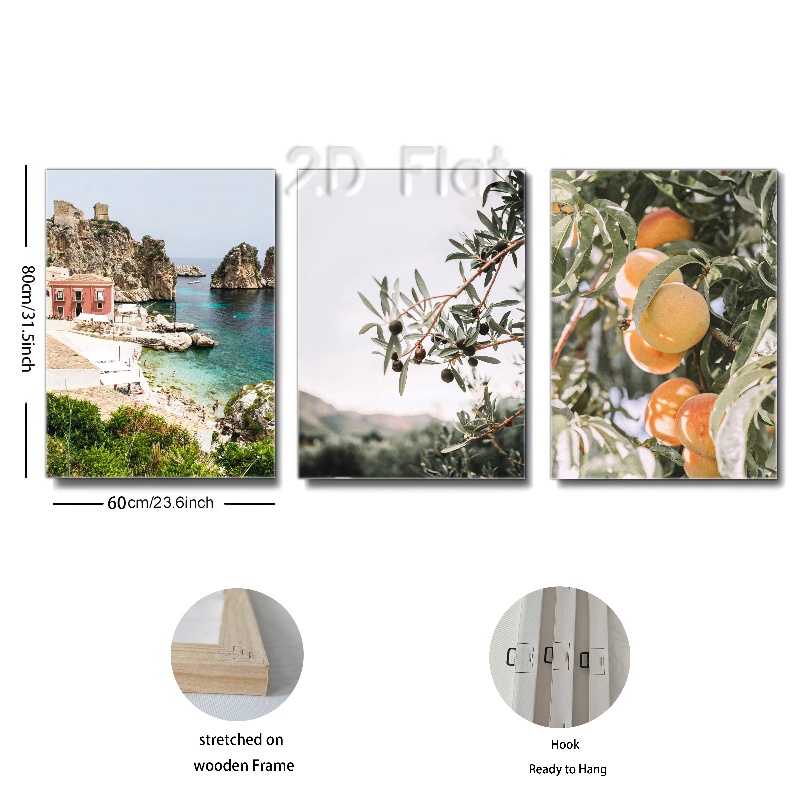 2D Flat
80cm/31.5inch
60cm/23.6inch
stretched on
wooden Frame
Hook
Ready to Hang